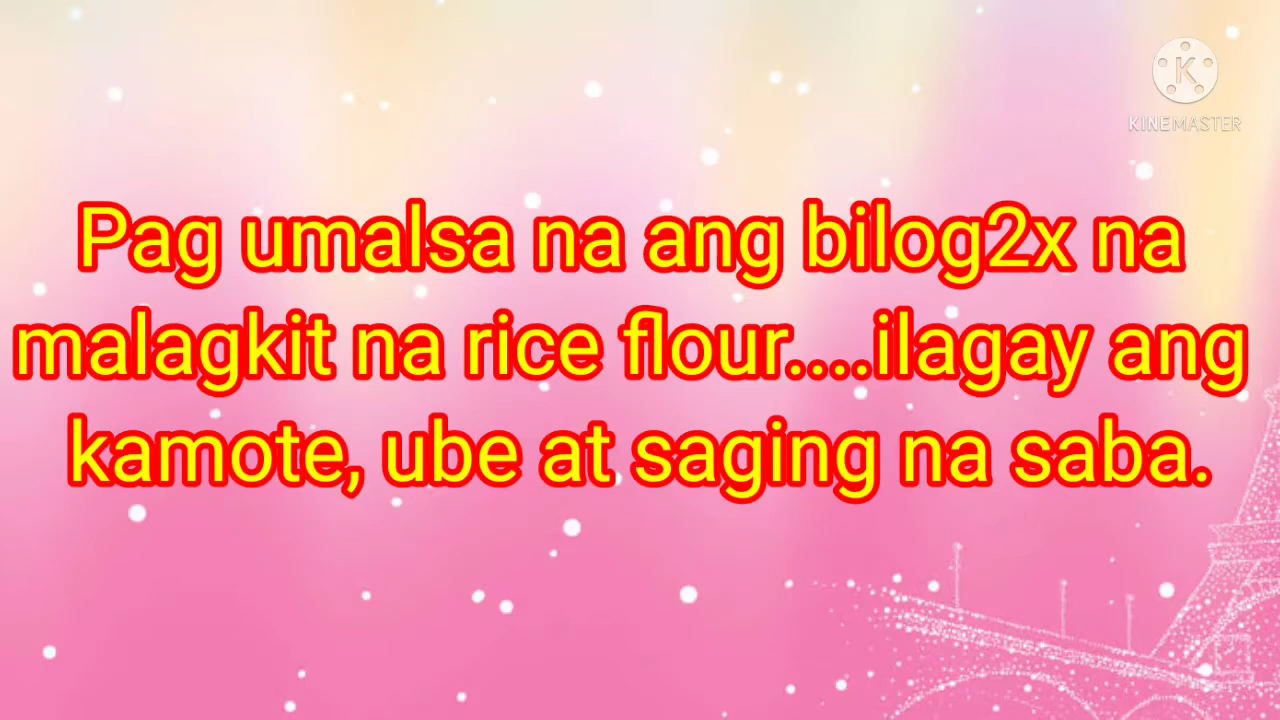 KINEMASTER
Pag umalsa na ang bilog2x na
malagkit na rice flour....ilagay ang
kamote, ube at saging na saba.